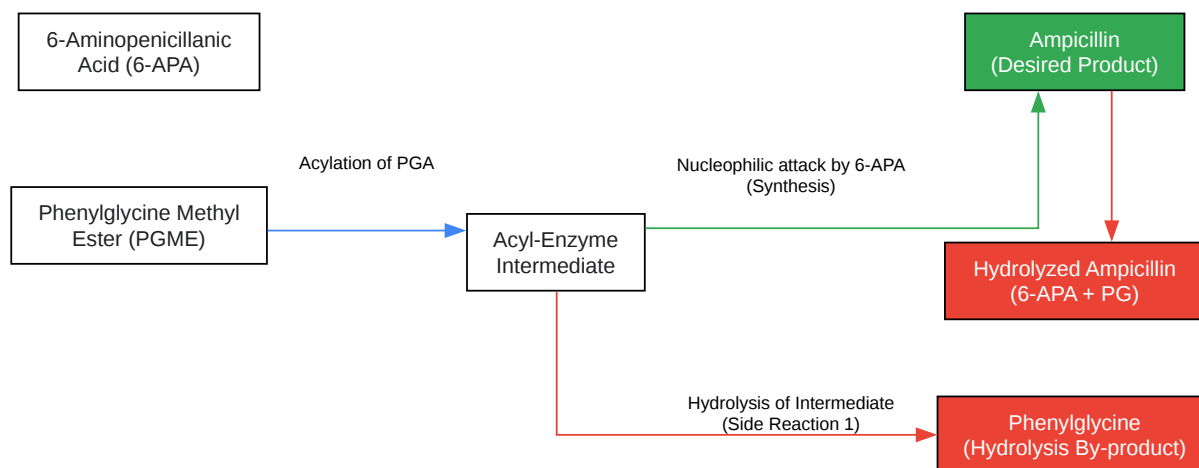 6-Aminopenicillanic
Acid (6-APA)
Ampicillin
(Desired Product)
Acylation of PGA
Nucleophilic attack by 6-APA
(Synthesis)
Phenylglycine Methyl
Ester (PGME)
Acyl-Enzyme
Intermediate
Hydrolyzed Ampicillin
(6-APA + PG)
Hydrolysis of Intermediate
(Side Reaction 1)
Phenylglycine
(Hydrolysis By-product)